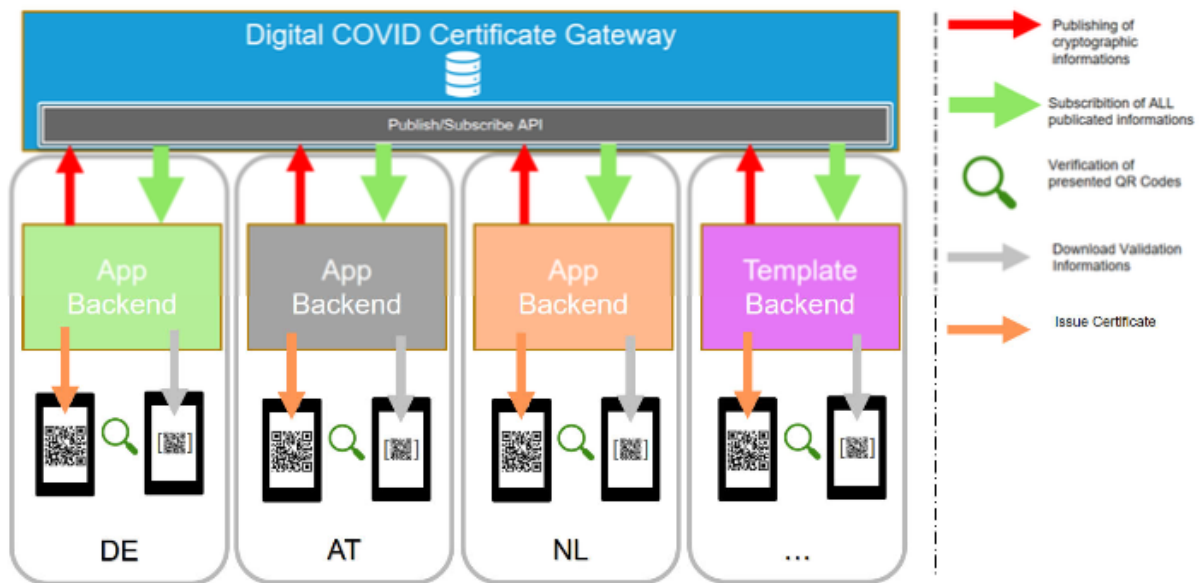 Digital COVID Certificate Gateway
Publish/Subscribe API
App
Backend
App
Backend
App
Backend
Template
Backend
DE
AT
NL
...
Publishing of
cryptographic
informations
Subscribtion of ALL
publicated informations
Verification of
presented QR Codes
Download Validation
Informations
Issue Certificate